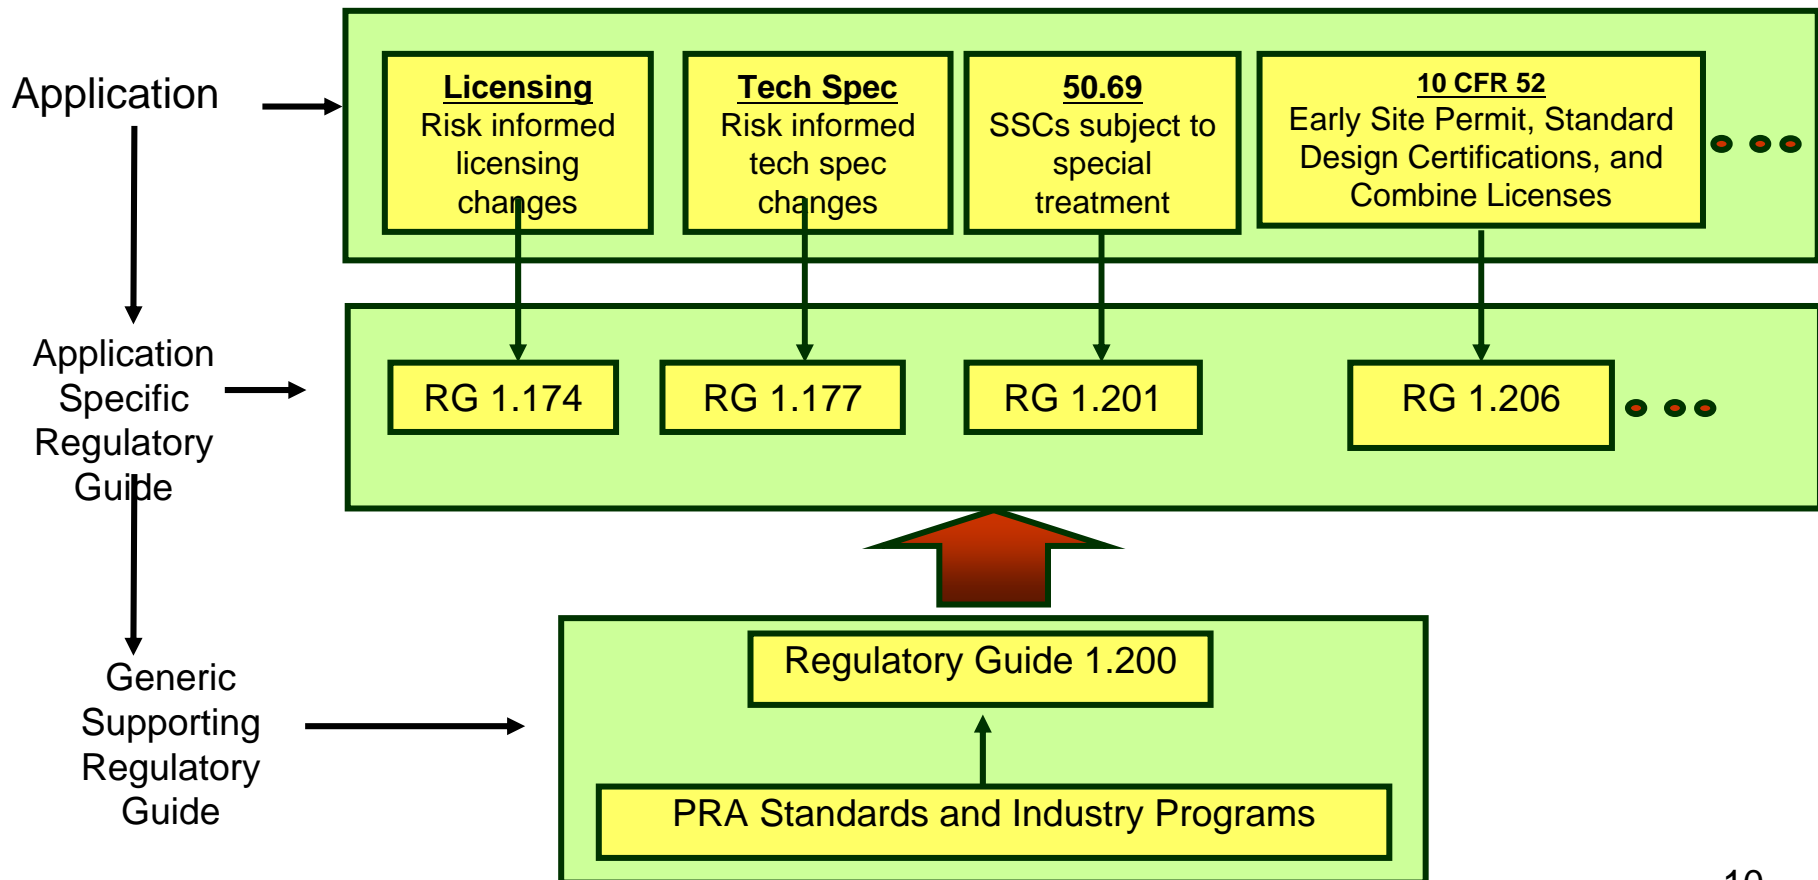 Application
Licensing
Risk informed
licensing
changes
Tech Spec
Risk informed
tech spec
changes
50.69
SSCs subject to
special
treatment
10 CFR 52
Early Site Permit, Standard
Design Certifications, and
Combine Licenses
Application
Specific
Regulatory
Guide
RG 1.174
RG 1.177
RG 1.201
RG 1.206
Generic
Supporting
Regulatory
Guide
Regulatory Guide 1.200
PRA Standards and Industry Programs
10